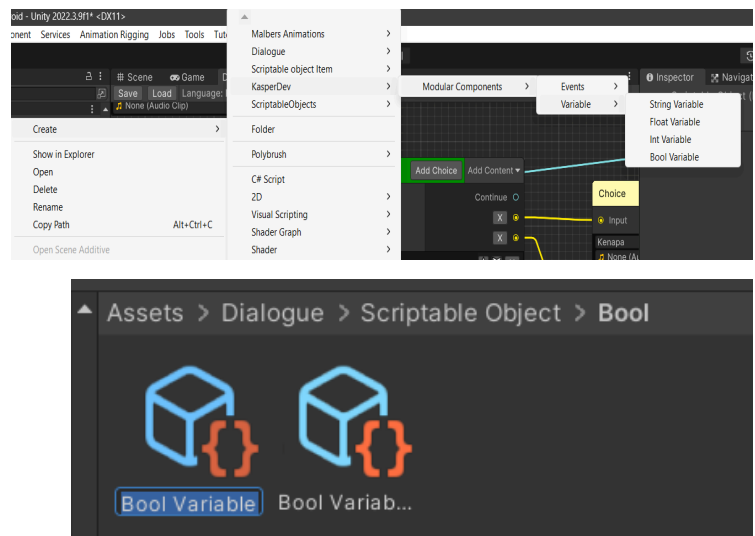 oid - Unity 2022.3.9f1* <DX11>
onent Services Animation Rigging Jobs Tools Tut
Scene Game D
Save Load Language:
None (Audio Clip)
Create
Show in Explorer
Open
Delete
Rename
Copy Path Alt+Ctrl+C
Open Scene Additive
Malbers Animations
Dialogue
Scriptable object Item
KasperDev
ScriptableObjects
Folder
Polybrush
C# Script
2D
Visual Scripting
Shader Graph
Shader
Modular Components
Events
Variable
String Variable
Float Variable
Int Variable
Bool Variable
Inspector Navigat
Add Choice Add Content
Continue
X
X
Choice
Input
Kenapa
None (Au
Assets > Dialogue > Scriptable Object > Bool
Bool Variable
Bool Variab...